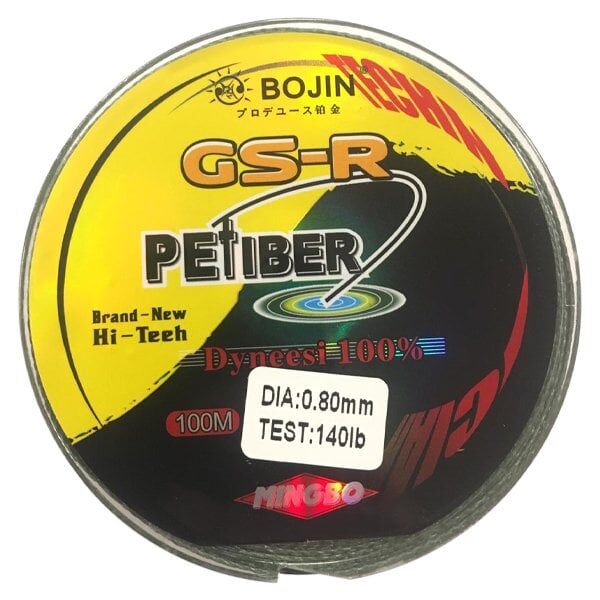 BOJIN®
プロデュース铂金
GS-R
PEtIBER
Brand-New
Hi-Teeh
Dyneesi 100%
100M
DIA:0.80mm
TEST:140lb
MINGBO